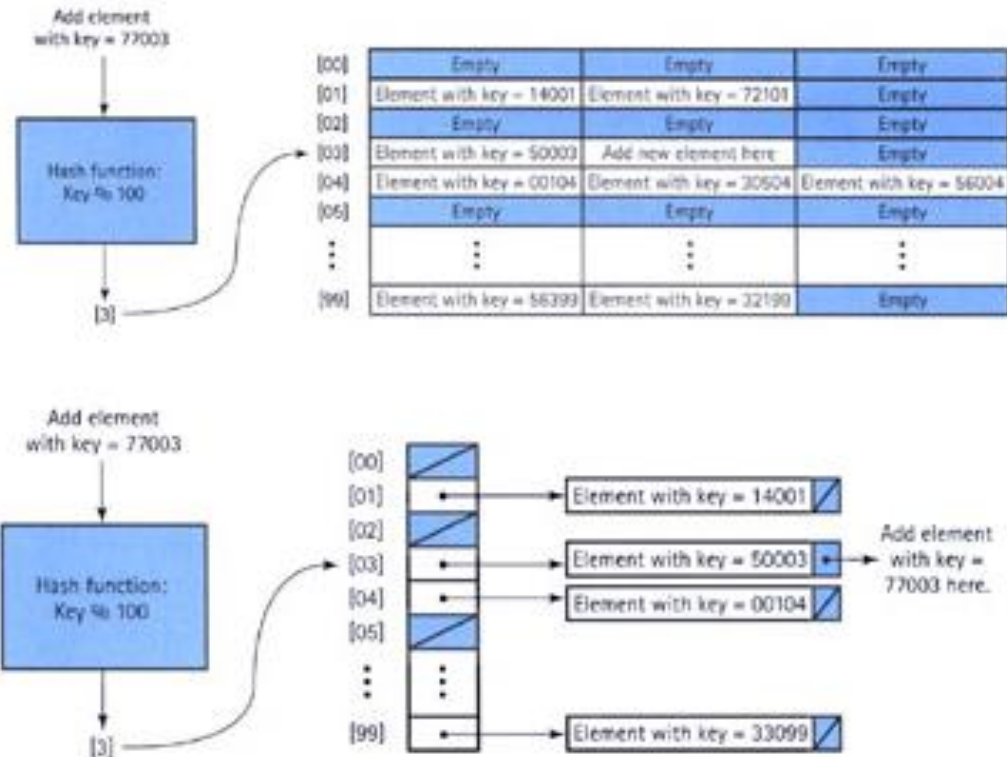 Add element
with key = 77003
Hash function:
Key % 100
[3]
[00] Empty Empty Empty
[01] Element with key = 14001 Element with key = 72101 Empty
[02] Empty Empty Empty
[03] Element with key = 50003 Add new element here Empty
[04] Element with key = 00104 Element with key = 30504 Element with key = 56004
[05] Empty Empty Empty
[99] Element with key = 56399 Element with key = 32199 Empty
Add element
with key = 77003
Hash function:
Key % 100
[3]
[00]
[01] Element with key = 14001
[02]
[03] Element with key = 50003
Add element
with key =
77003 here.
[04] Element with key = 00104
[05]
[99] Element with key = 33099